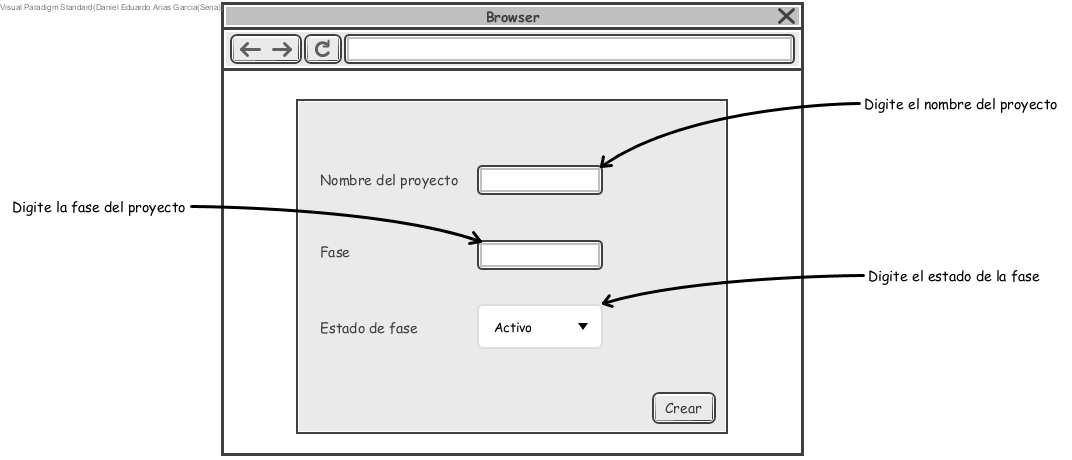 Visual Paradigm Standard(Daniel Eduardo Arias Garcia(Sena))
Browser
Digite el nombre del proyecto
Nombre del proyecto
Digite la fase del proyecto
Fase
Digite el estado de la fase
Estado de fase
Activo
Crear